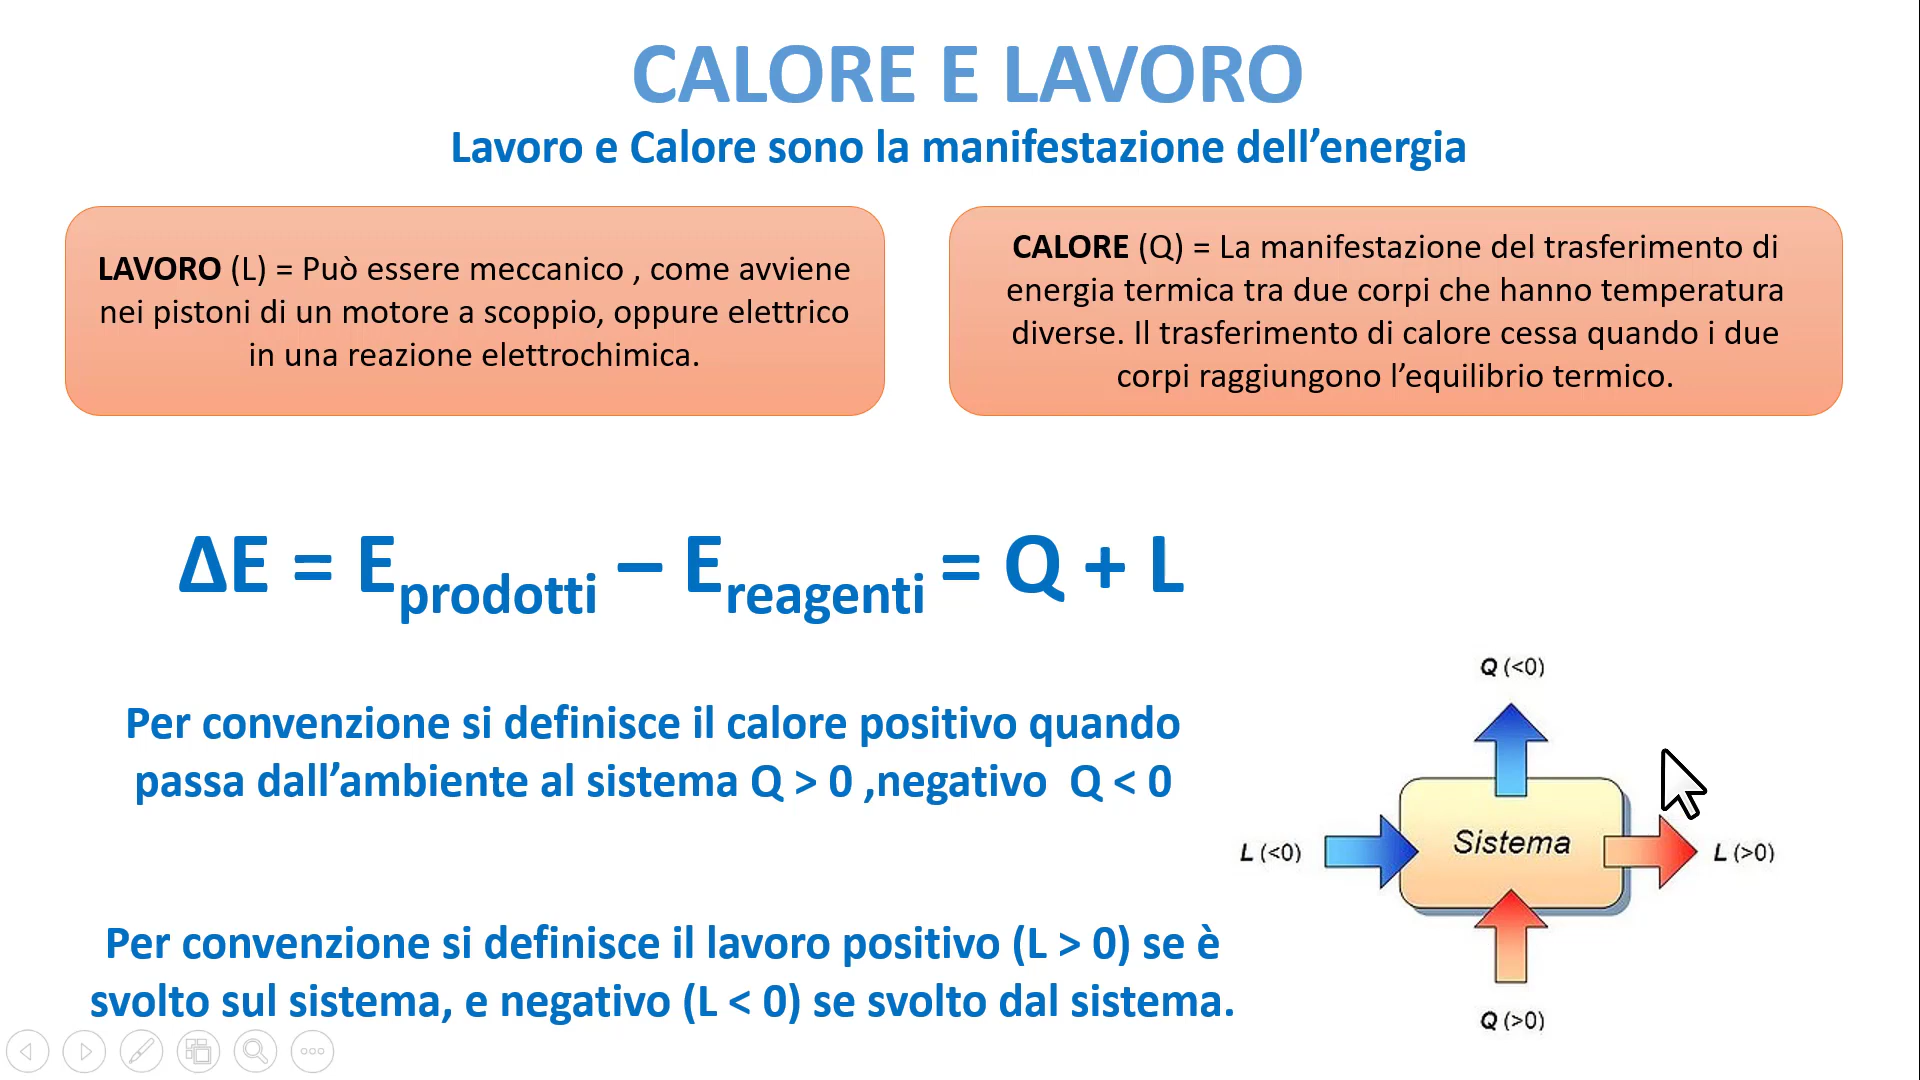 CALORE E LAVORO
Lavoro e Calore sono la manifestazione dell’energia
LAVORO (L) = Può essere meccanico , come avviene
nei pistoni di un motore a scoppio, oppure elettrico
in una reazione elettrochimica.
CALORE (Q) = La manifestazione del trasferimento di
energia termica tra due corpi che hanno temperatura
diverse. Il trasferimento di calore cessa quando i due
corpi raggiungono l’equilibrio termico.
ΔE = Eprodotti – Ereagenti = Q + L
Per convenzione si definisce il calore positivo quando
passa dall’ambiente al sistema Q > 0 ,negativo  Q < 0
Per convenzione si definisce il lavoro positivo (L > 0) se è
svolto sul sistema, e negativo (L < 0) se svolto dal sistema.
Q (<0)
L (<0)
Sistema
L (>0)
Q (>0)